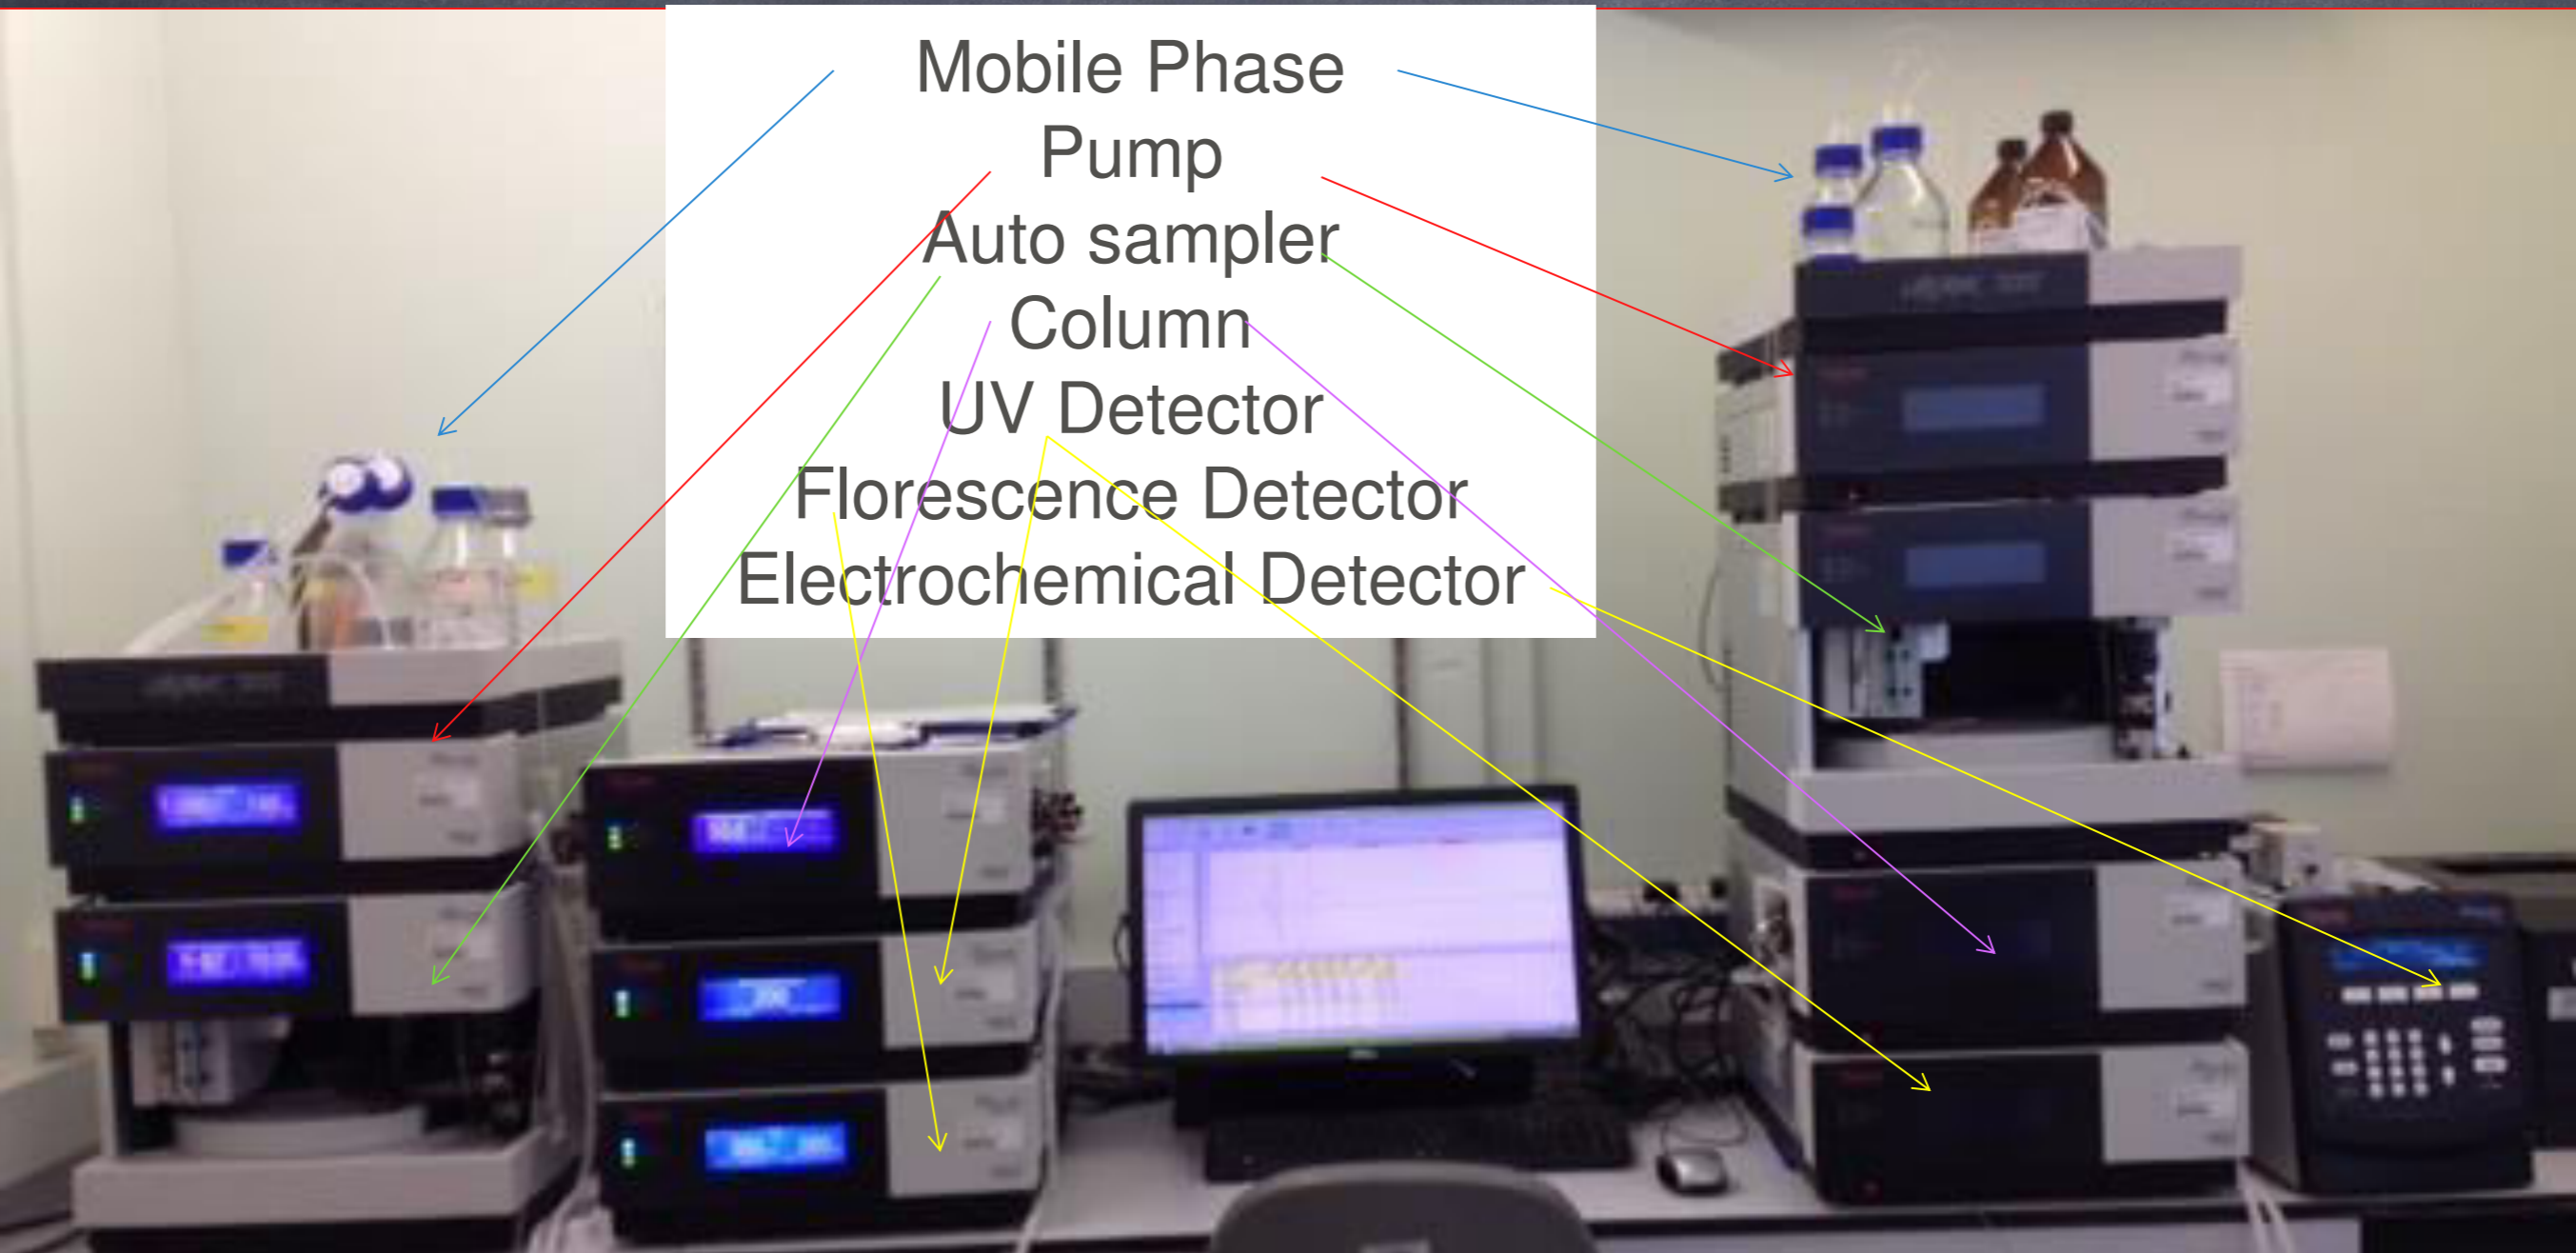 Mobile Phase
Pump
Auto sampler
Column
UV Detector
Florescence Detector
Electrochemical Detector